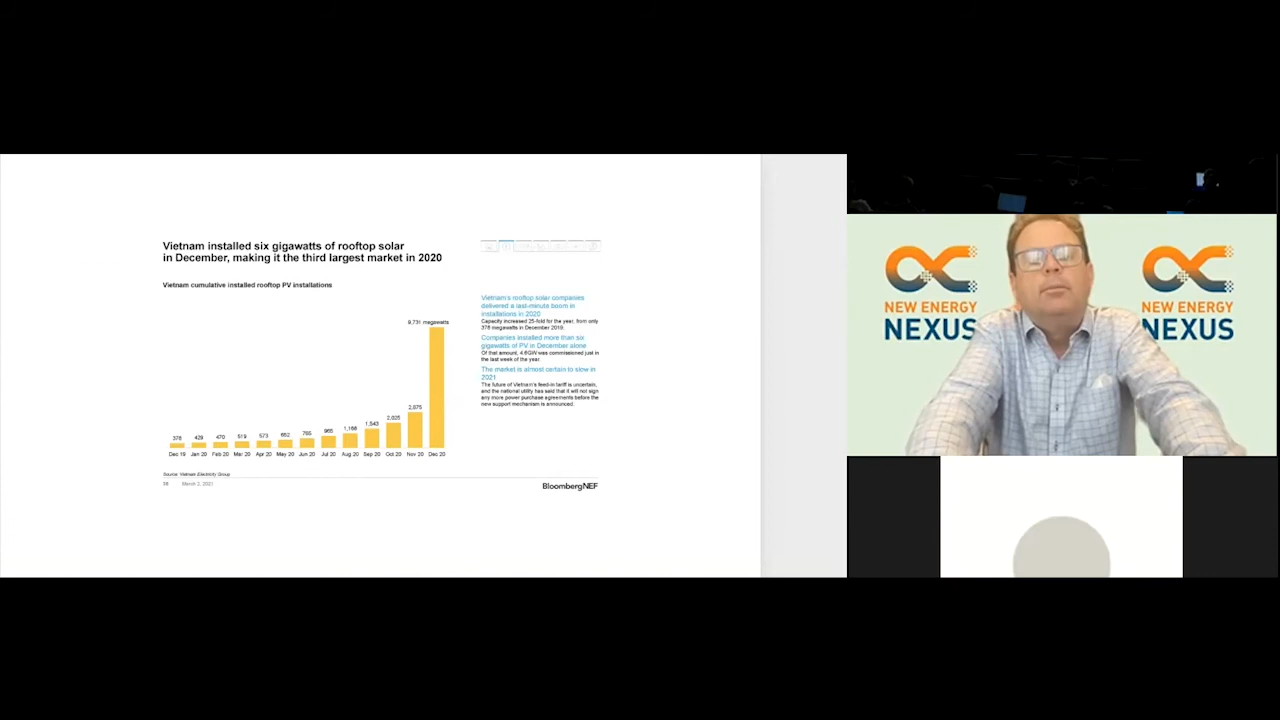 Vietnam installed six gigawatts of rooftop solar
in December, making it the third largest market in 2020
Vietnam cumulative installed rooftop PV installations
9,731 megawatts
2,875
2,025
1,543
1,168
965
765
652
573
519
470
429
378
Dec 19 Jan 20 Feb 20 Mar 20 Apr 20 May 20 Jun 20 Jul 20 Aug 20 Sep 20 Oct 20 Nov 20 Dec 20
Source: Vietnam Electricity Group
March 2, 2021
Vietnam's rooftop solar companies
delivered a last-minute boom in
installations in 2020
Capacity increased 25-fold for the year, from only
378 megawatts in December 2019.
Companies installed more than six
gigawatts of PV in December alone
Of that amount, 4.6GW was commissioned just in
the last week of the year.
The market is almost certain to slow in
2021
The future of Vietnam's feed-in tariff is uncertain,
and the national utility has said that it will not sign
any more power purchase agreements before the
new support mechanism is announced.
BloombergNEF
NEW ENERGY
NEXUS
NEW ENERGY
NEXUS